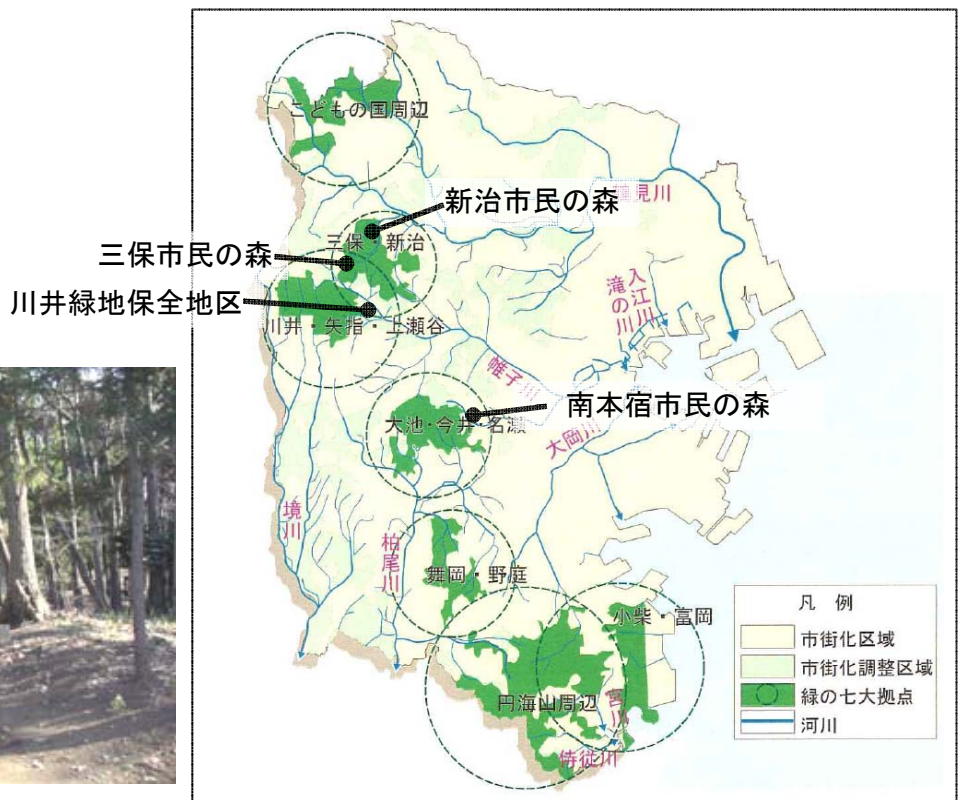 こどもの国周辺
新治市民の森
鶴見川
三保・新治
三保市民の森
川井緑地保全地区
川井・矢指・上瀬谷
入江川
滝の川
帷子川
南本宿市民の森
大池・今井・名瀬
大岡川
境川
柏尾川
舞岡・野庭
小柴・富岡
円海山周辺
宮川
侍従川
凡 例
市街化区域
市街化調整区域
緑の七大拠点
河川